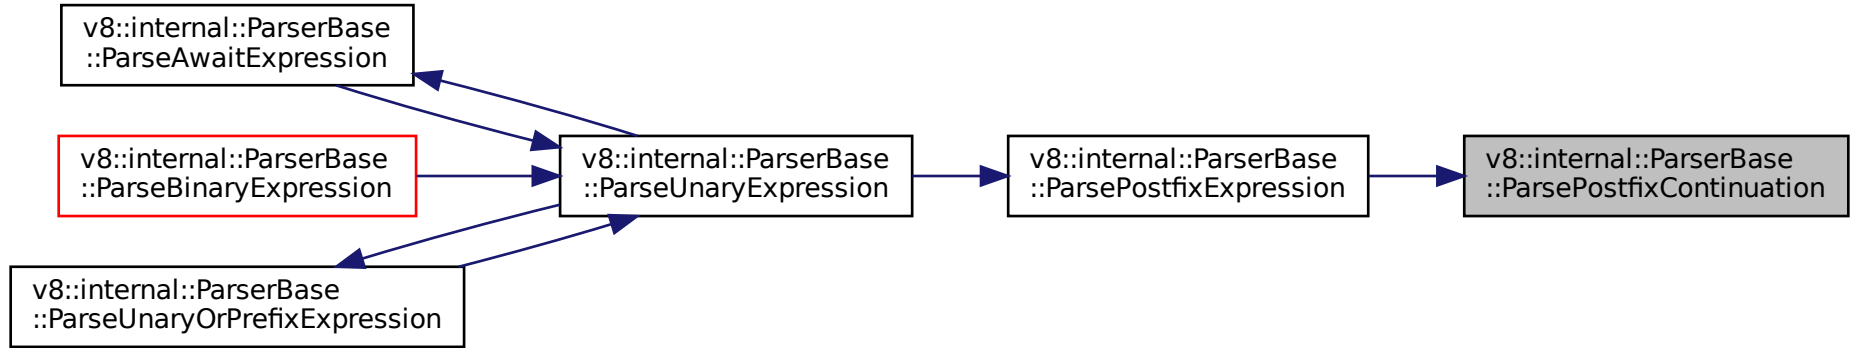 v8::internal::ParserBase
::ParseAwaitExpression
v8::internal::ParserBase
::ParseBinaryExpression
v8::internal::ParserBase
::ParseUnaryOrPrefixExpression
v8::internal::ParserBase
::ParseUnaryExpression
v8::internal::ParserBase
::ParsePostfixExpression
v8::internal::ParserBase
::ParsePostfixContinuation